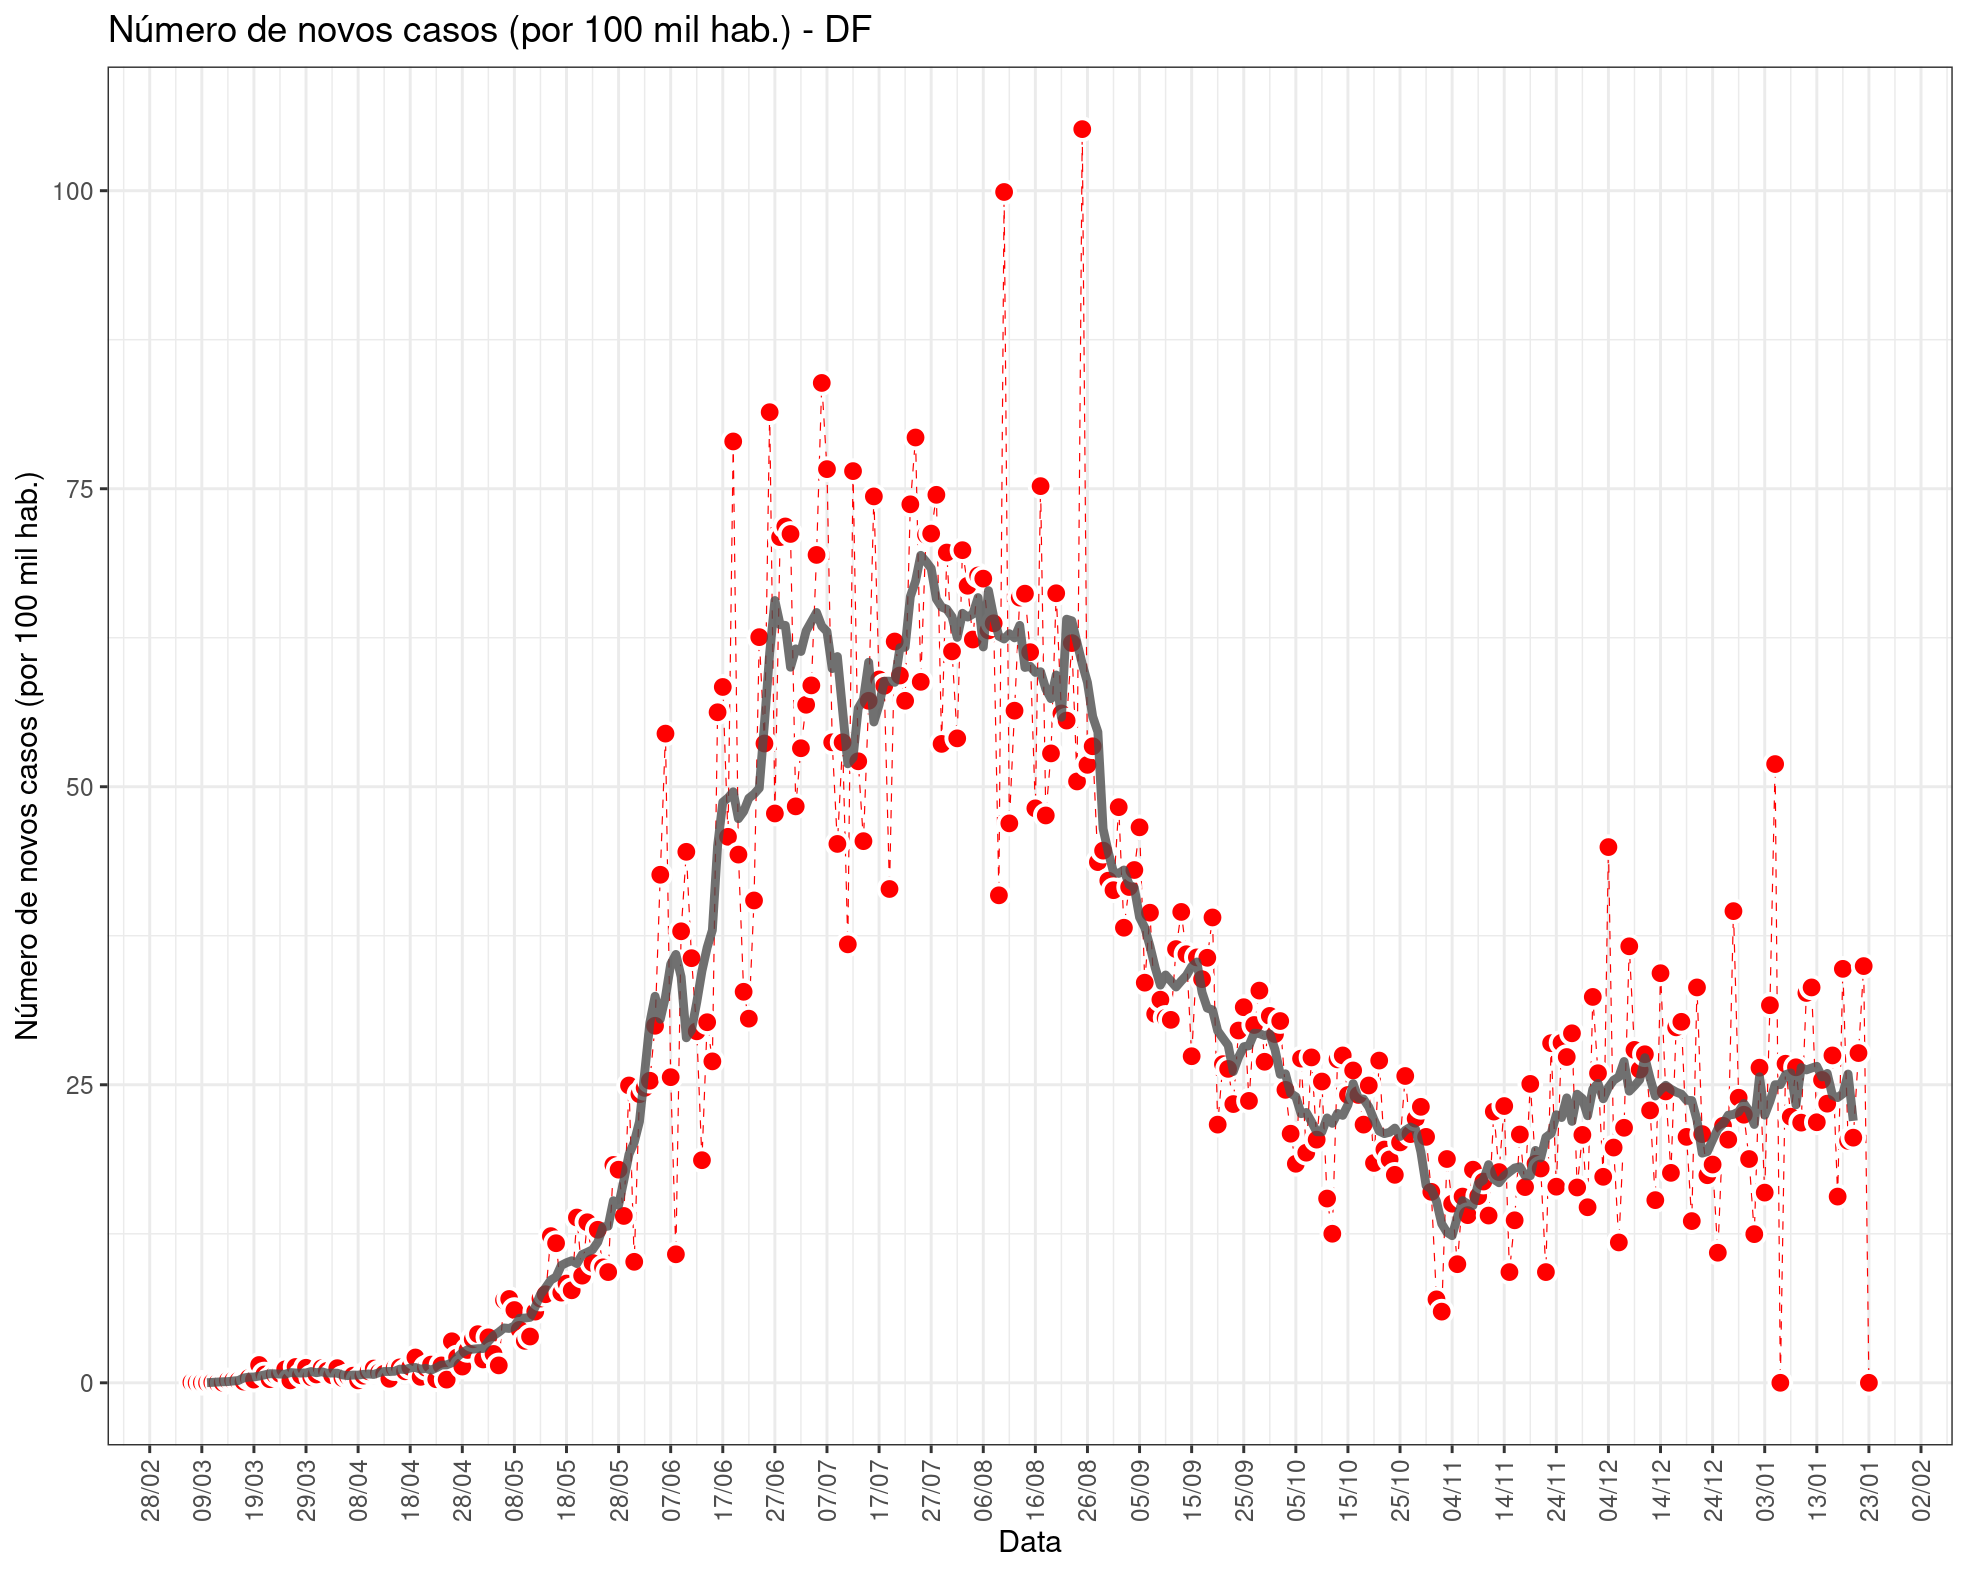 Número de novos casos (por 100 mil hab.) - DF
Número de novos casos (por 100 mil hab.)
100
75
50
25
0
28/02 09/03 19/03 29/03 08/04 18/04 28/04 08/05 18/05 28/05 07/06 17/06 27/06 07/07 17/07 27/07 06/08 16/08 26/08 05/09 15/09 25/09 05/10 15/10 25/10 04/11 14/11 24/11 04/12 14/12 24/12 03/01 13/01 23/01 02/02
Data